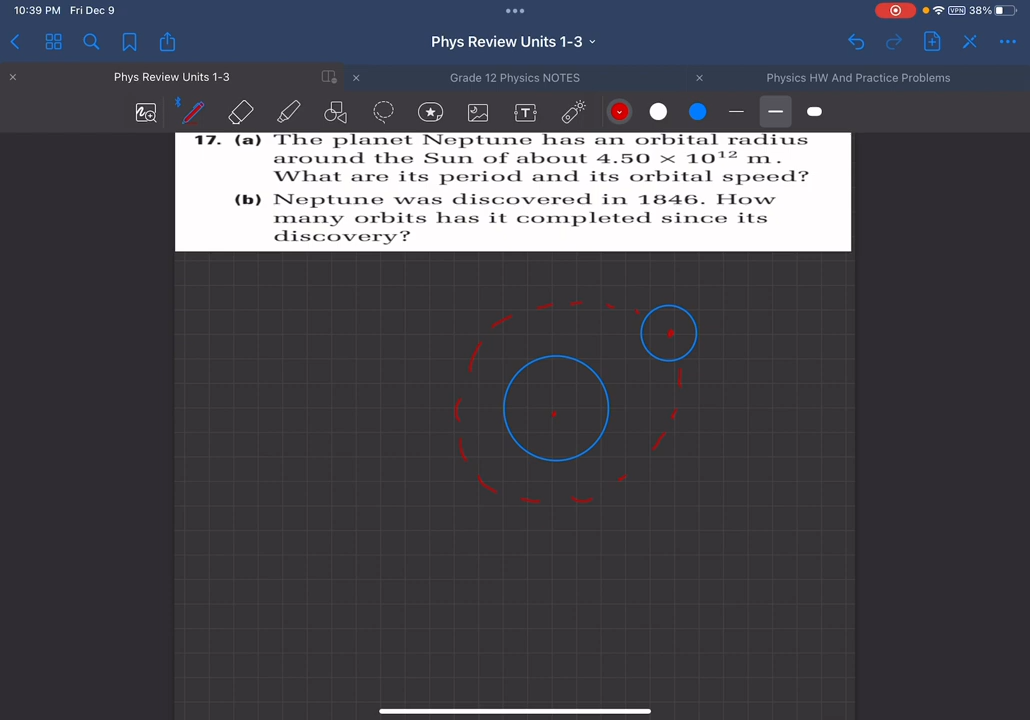 10:39 PM Fri Dec 9
VPN 38%
Phys Review Units 1-3
Phys Review Units 1-3
Grade 12 Physics NOTES
Physics HW And Practice Problems
T
17. (a) The planet Neptune has an orbital radius
around the Sun of about 4.50 × 10¹² m.
What are its period and its orbital speed?
(b) Neptune was discovered in 1846. How
many orbits has it completed since its
discovery?